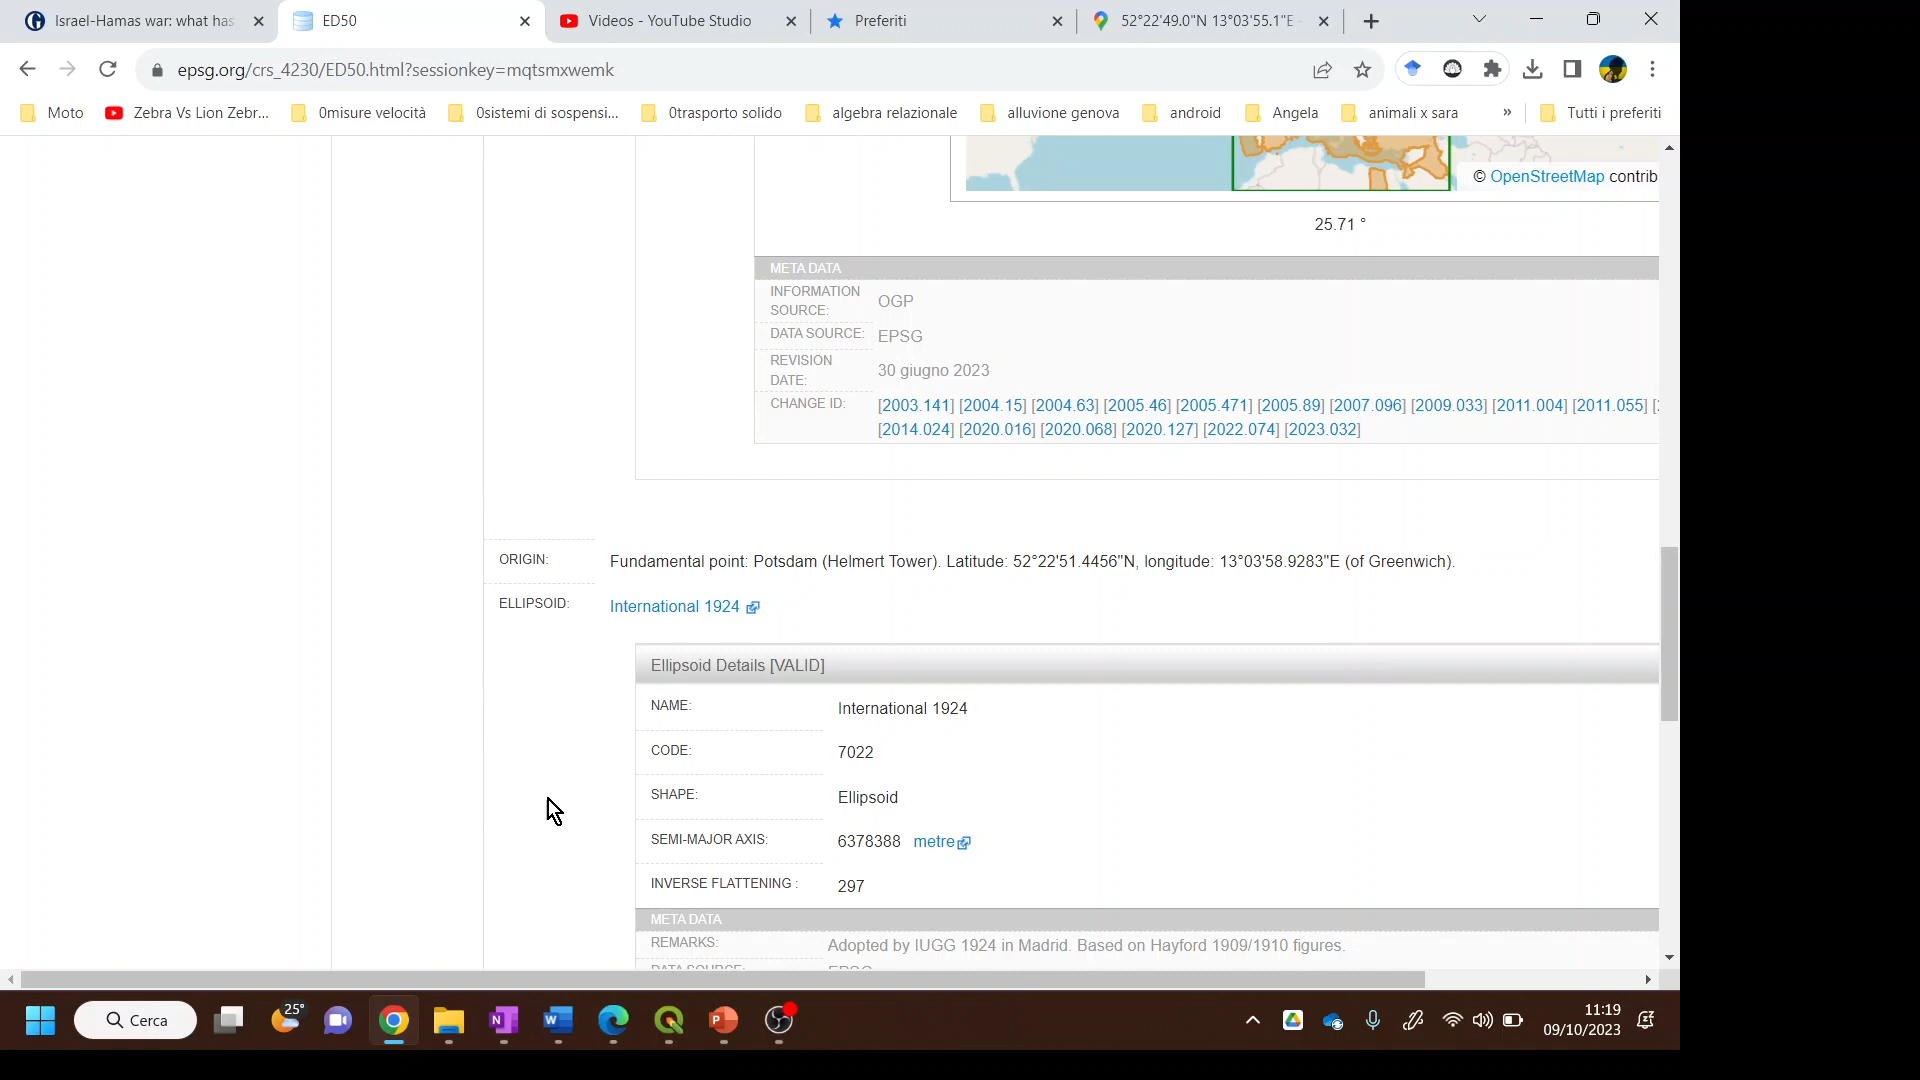 Israel-Hamas war: what has
ED50
Videos - YouTube Studio
Preferiti
52°22'49.0"N 13°03'55.1"E
epsg.org/crs_4230/ED50.html?sessionkey=mqtsmxwemk
Moto
Zebra Vs Lion Zebr...
0misure velocità
0sistemi di sospensi...
0trasporto solido
algebra relazionale
alluvione genova
android
Angela
animali x sara
»
Tutti i preferiti
© OpenStreetMap contrib
25.71 °
META DATA
INFORMATION SOURCE:
OGP
DATA SOURCE:
EPSG
REVISION DATE:
30 giugno 2023
CHANGE ID:
[2003.141] [2004.15] [2004.63] [2005.46] [2005.471] [2005.89] [2007.096] [2009.033] [2011.004] [2011.055]
[2014.024] [2020.016] [2020.068] [2020.127] [2022.074] [2023.032]
ORIGIN:
Fundamental point: Potsdam (Helmert Tower). Latitude: 52°22'51.4456"N, longitude: 13°03'58.9283"E (of Greenwich).
ELLIPSOID:
International 1924
Ellipsoid Details [VALID]
NAME:
International 1924
CODE:
7022
SHAPE:
Ellipsoid
SEMI-MAJOR AXIS:
6378388 metre
INVERSE FLATTENING :
297
META DATA
REMARKS:
Adopted by IUGG 1924 in Madrid. Based on Hayford 1909/1910 figures.
DATA SOURCE:
EPSG
25°
Cerca
11:19
09/10/2023